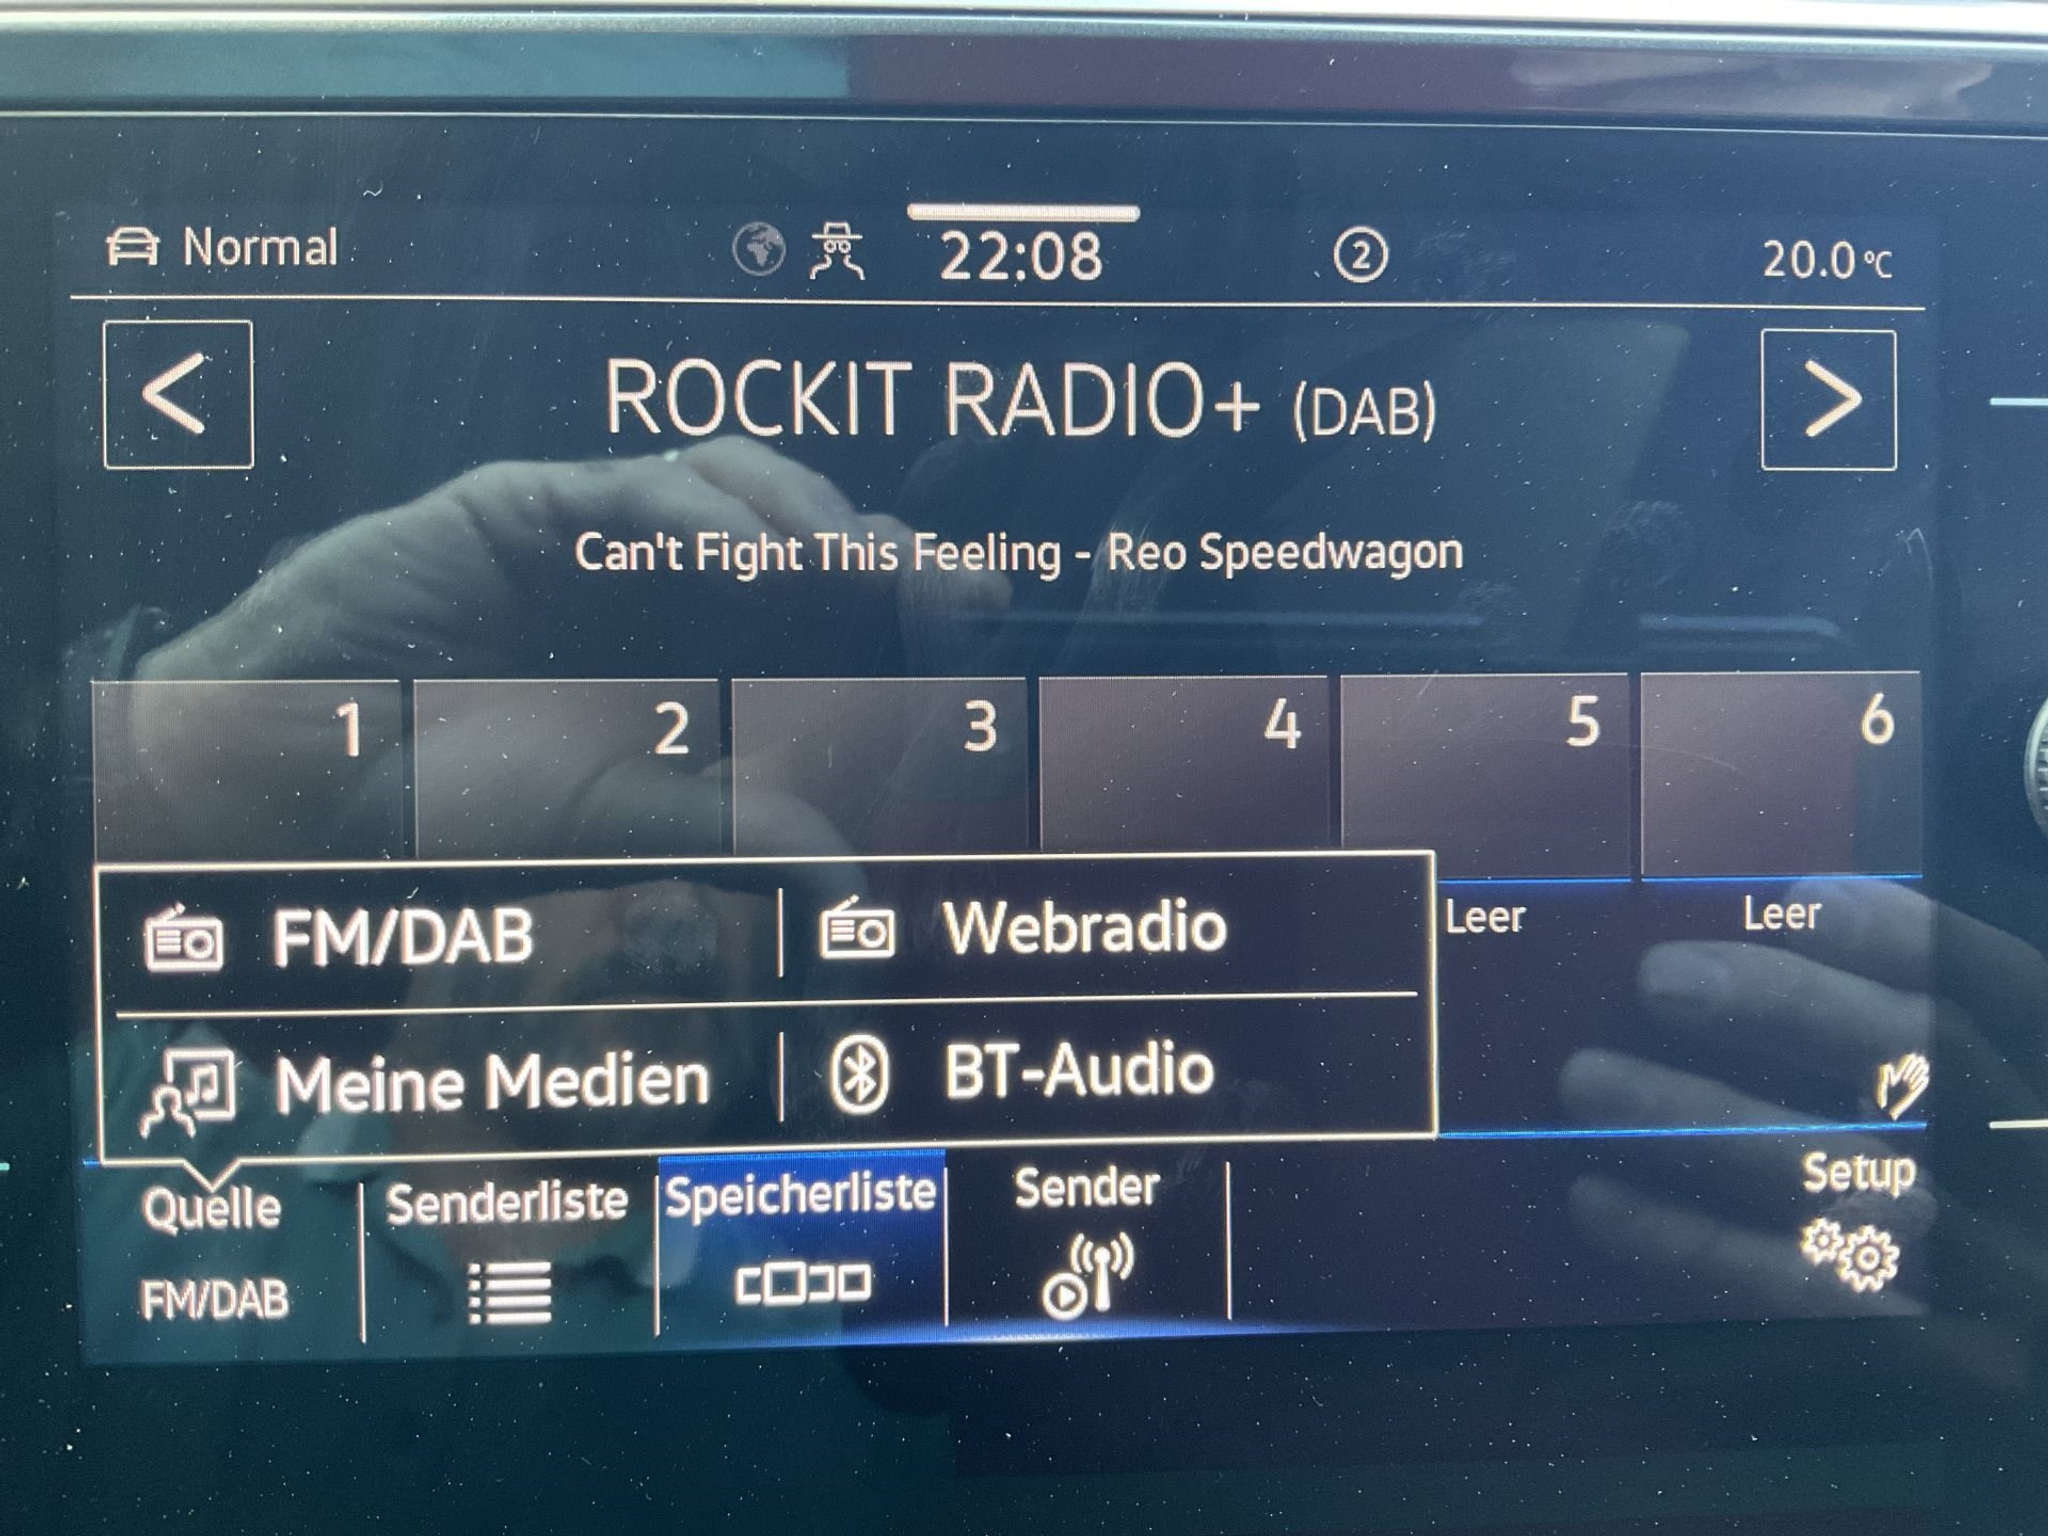 Normal
22:08
2
20.0 °C
< ROCKIT RADIO+ (DAB) >
Can't Fight This Feeling - Reo Speedwagon
1 2 3 4 5 6
FM/DAB Webradio Leer Leer
Meine Medien BT-Audio
Quelle Senderliste Speicherliste Sender Setup
FM/DAB